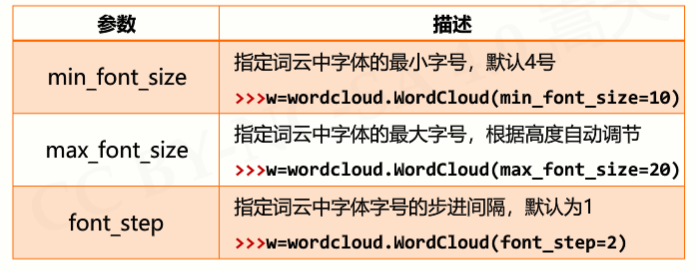 参数 描述
min_font_size
指定词云中字体的最小字号，默认4号
>>>w=wordcloud.WordCloud(min_font_size=10)
max_font_size
指定词云中字体的最大字号，根据高度自动调节
>>>w=wordcloud.WordCloud(max_font_size=20)
font_step
指定词云中字体字号的步进间隔，默认为1
>>>w=wordcloud.WordCloud(font_step=2)